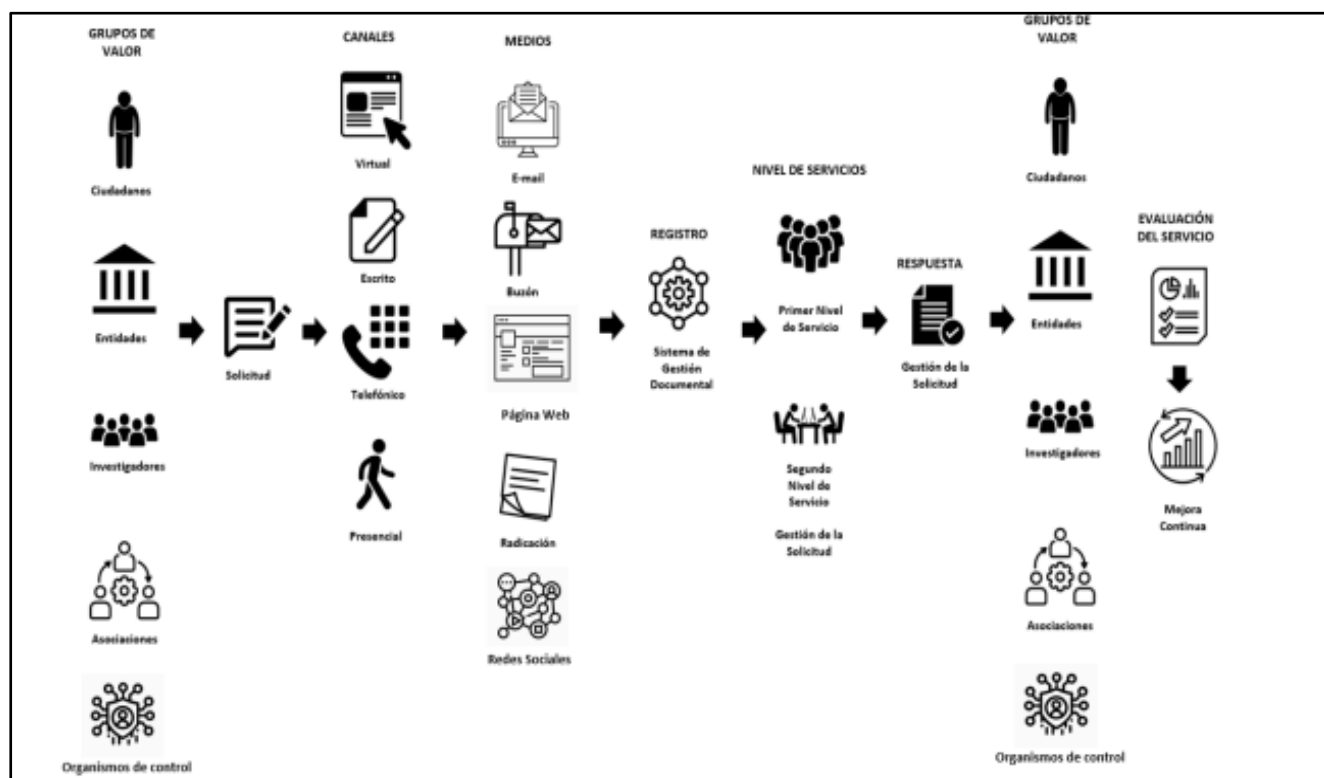 GRUPOS DE
VALOR
Ciudadanos
Entidades
Investigadores
Asociaciones
Organismos de control
Solicitud
CANALES
Virtual
Escrito
Telefónico
Presencial
MEDIOS
E-mail
Buzón
Página Web
Radicación
Redes Sociales
REGISTRO
Sistema de
Gestión
Documental
NIVEL DE SERVICIOS
Primer Nivel
de Servicio
Segundo
Nivel de
Servicio
Gestión de la
Solicitud
RESPUESTA
Gestión de la
Solicitud
GRUPOS DE
VALOR
Ciudadanos
Entidades
Investigadores
Asociaciones
Organismos de control
EVALUACIÓN
DEL SERVICIO
Mejora
Continua